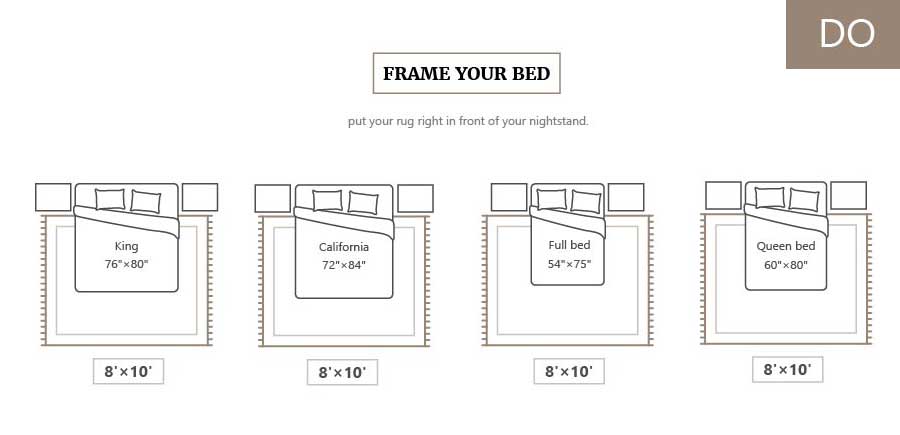 DO
FRAME YOUR BED
put your rug right in front of your nightstand.
King
76"×80"
California
72"×84"
Full bed
54"×75"
Queen bed
60"×80"
8'×10'
8'×10'
8'×10'
8'×10'